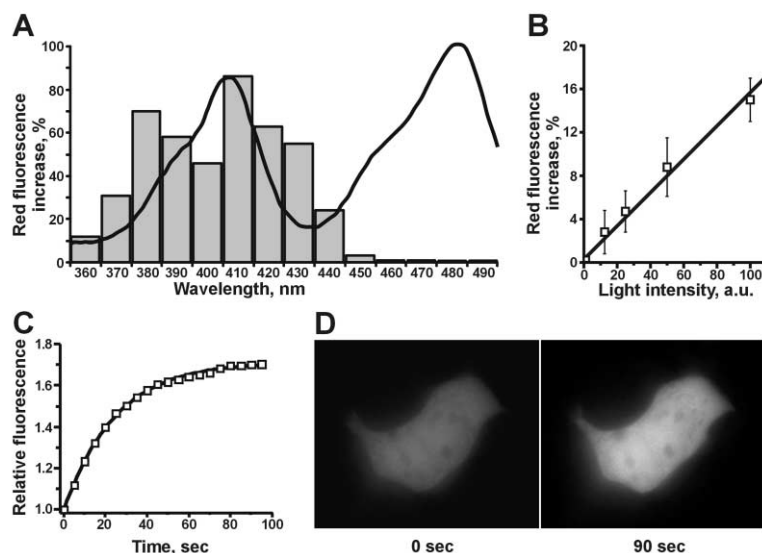 A
Red fluorescence
increase, %
100
80
60
40
20
0
360 370 380 390 400 410 420 430 440 450 460 470 480 490
Wavelength, nm
B
Red fluorescence
increase, %
20
16
12
8
4
0
0 20 40 60 80 100
Light intensity, a.u.
C
Relative fluorescence
1.8
1.6
1.4
1.2
1.0
0 20 40 60 80 100
Time, sec
D
0 sec 90 sec